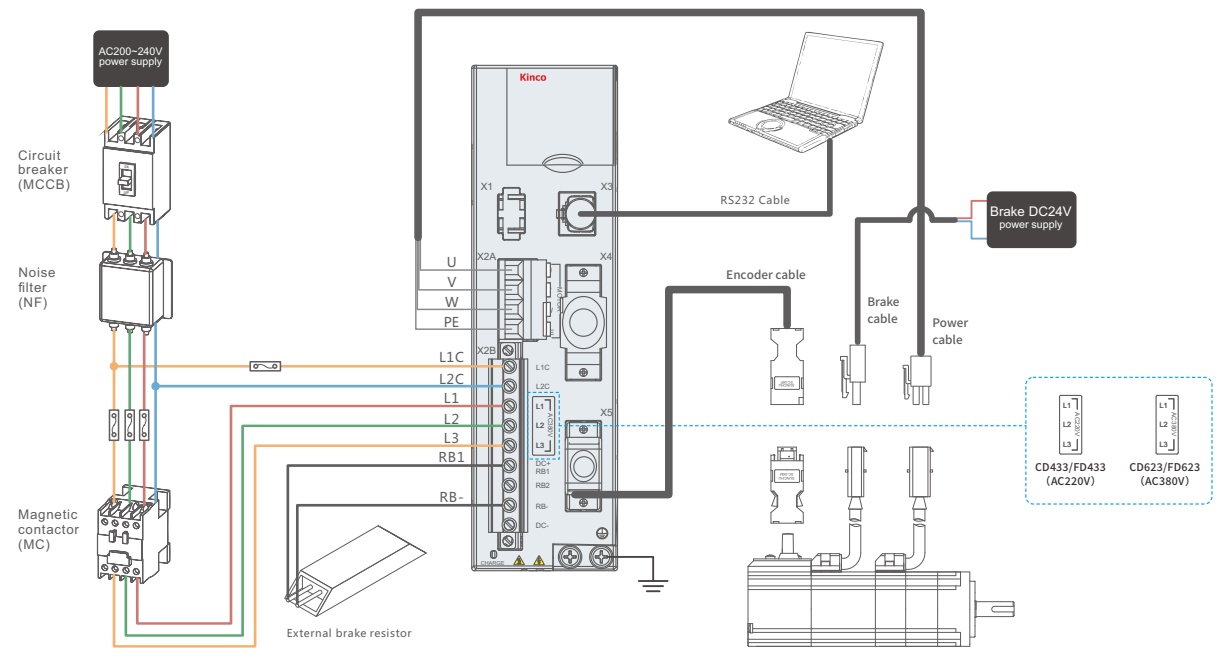 AC200~240V
power supply
Circuit
breaker
(MCCB)
Noise
filter
(NF)
Magnetic
contactor
(MC)
Kinco
X1
X3
X2A
X4
U
V
W
PE
X2B
L1C
L2C
L1
L2
L3
RB1
RB-
L1C
L2C
L1
L2
L3
AC380V
X5
DC+
RB1
RB2
RB-
DC-
CHARGE
External brake resistor
RS232 Cable
Encoder cable
Brake
cable
Power
cable
Brake DC24V
power supply
L1
L2
L3
AC220V
CD433/FD433
（AC220V）
L1
L2
L3
AC380V
CD623/FD623
（AC380V）